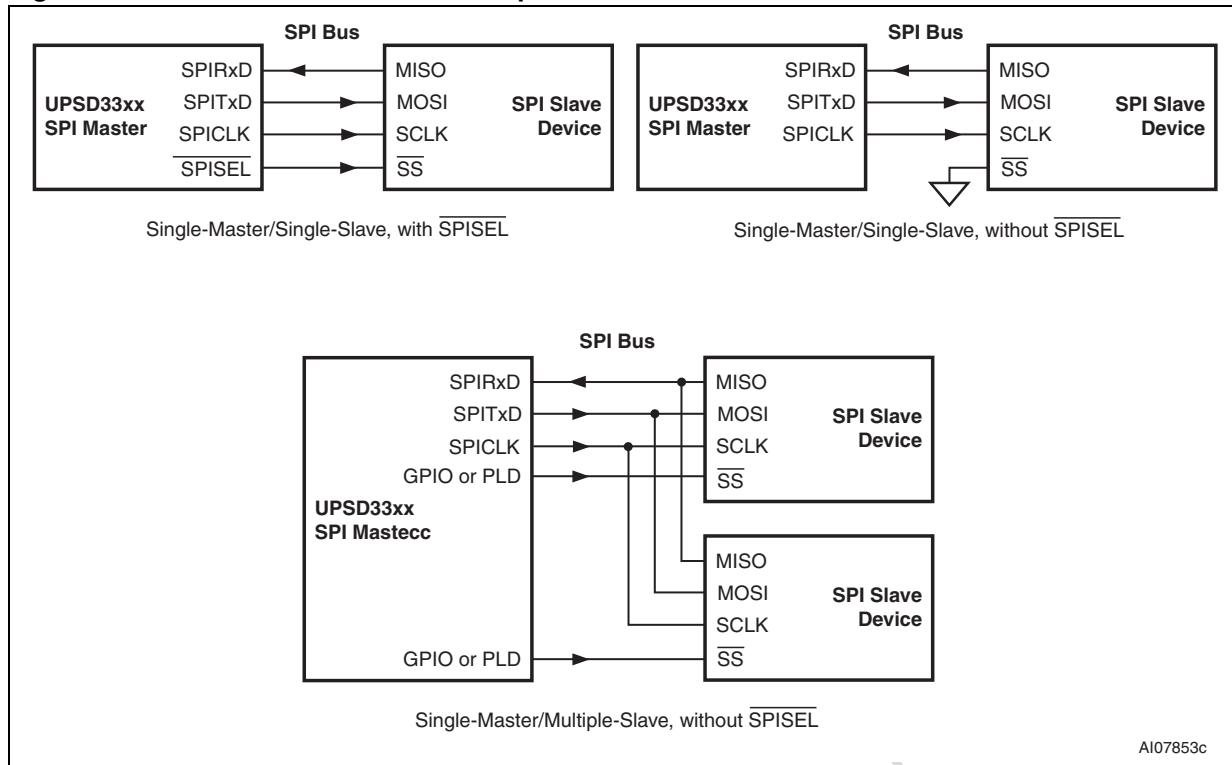 SPI Bus
SPIRxD
SPITxD
SPICLK
SPISEL
UPSD33xx
SPI Master
MISO
MOSI
SCLK
SS
SPI Slave
Device
Single-Master/Single-Slave, with SPISEL
SPI Bus
SPIRxD
SPITxD
SPICLK
UPSD33xx
SPI Master
MISO
MOSI
SCLK
SS
SPI Slave
Device
Single-Master/Single-Slave, without SPISEL
SPI Bus
SPIRxD
SPITxD
SPICLK
GPIO or PLD
UPSD33xx
SPI Mastecc
GPIO or PLD
MISO
MOSI
SCLK
SS
SPI Slave
Device
MISO
MOSI
SCLK
SS
SPI Slave
Device
Single-Master/Multiple-Slave, without SPISEL
AI07853c